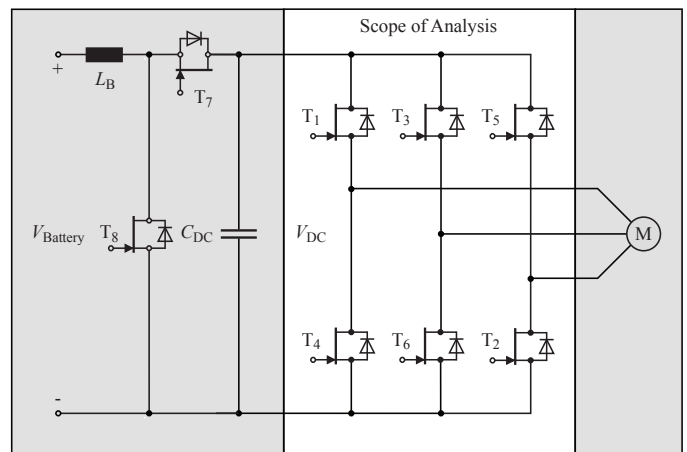 Scope of Analysis
+
L_B
T_7
T_1
T_3
T_5
V_Battery
T_8
C_DC
V_DC
M
T_4
T_6
T_2
-